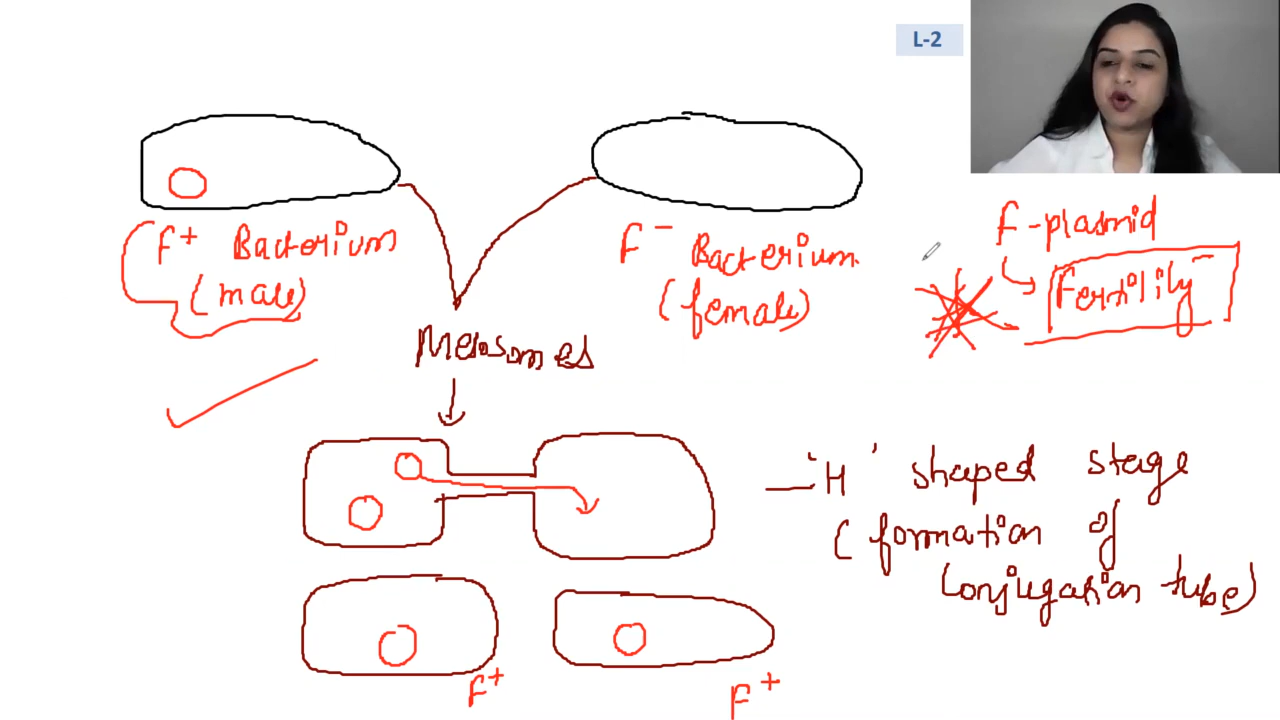 L-2
F+ Bacterium
(male)
F- Bacterium
(female)
F-plasmid
Fertility
Mesosomes
'H' shaped stage
(formation of
Conjugation tube)
F+
F+